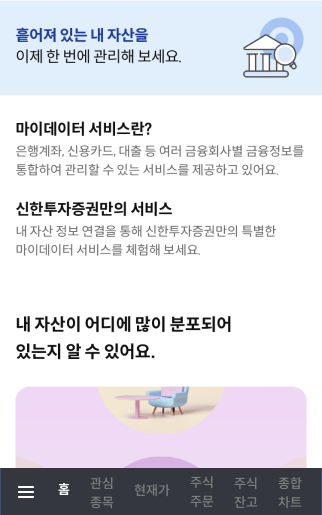 흩어져 있는 내 자산을
이제 한 번에 관리해 보세요.
마이데이터 서비스란?
은행계좌, 신용카드, 대출 등 여러 금융회사별 금융정보를
통합하여 관리할 수 있는 서비스를 제공하고 있어요.
신한투자증권만의 서비스
내 자산 정보 연결을 통해 신한투자증권만의 특별한
마이데이터 서비스를 체험해 보세요.
내 자산이 어디에 많이 분포되어
있는지 알 수 있어요.
홈
관심
종목
현재가
주식
주문
주식
잔고
종합
차트